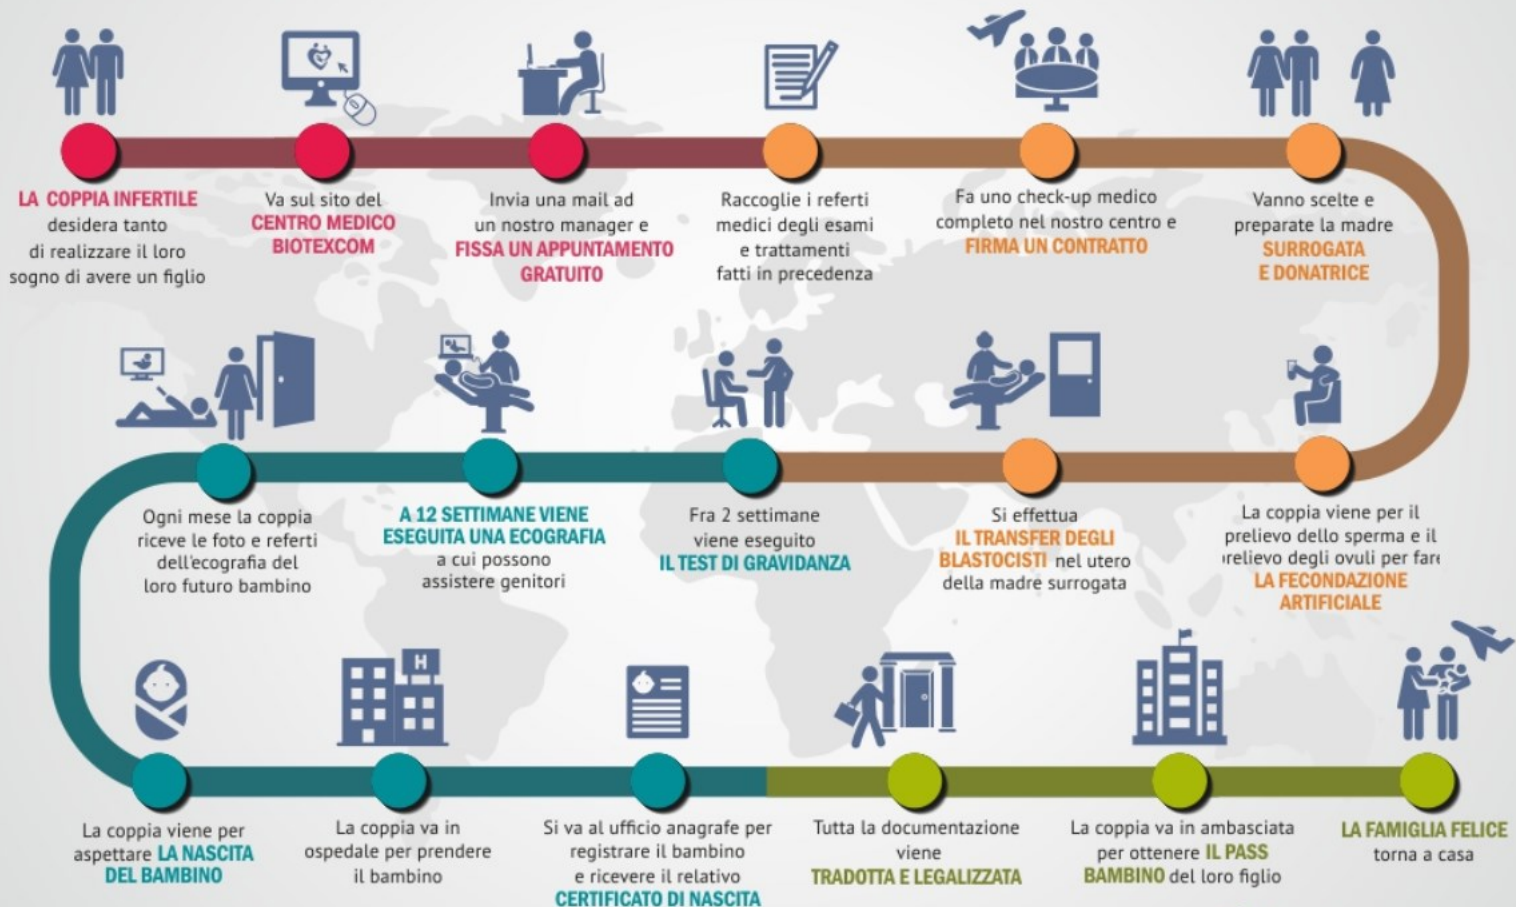 LA COPPIA INFERTILE
desidera tanto
di realizzare il loro
sogno di avere un figlio
Va sul sito del
CENTRO MEDICO
BIOTEXCOM
Invia una mail ad
un nostro manager e
FISSA UN APPUNTAMENTO
GRATUITO
Raccoglie i referti
medici degli esami
e trattamenti
fatti in precedenza
Fa uno check-up medico
completo nel nostro centro e
FIRMA UN CONTRATTO
Vanno scelte e
preparate la madre
SURROGATA
E DONATRICE
La coppia viene per il
prelievo dello sperma e il
prelievo degli ovuli per fare
LA FECONDAZIONE
ARTIFICIALE
Si effettua
IL TRANSFER DEGLI
BLASTOCISTI nel utero
della madre surrogata
Fra 2 settimane
viene eseguito
IL TEST DI GRAVIDANZA
A 12 SETTIMANE VIENE
ESEGUITA UNA ECOGRAFIA
a cui possono
assistere genitori
Ogni mese la coppia
riceve le foto e referti
dell'ecografia del
loro futuro bambino
La coppia viene per
aspettare LA NASCITA
DEL BAMBINO
H
La coppia va in
ospedale per prendere
il bambino
Si va al ufficio anagrafe per
registrare il bambino
e ricevere il relativo
CERTIFICATO DI NASCITA
Tutta la documentazione
viene
TRADOTTA E LEGALIZZATA
La coppia va in ambasciata
per ottenere IL PASS
BAMBINO del loro figlio
LA FAMIGLIA FELICE
torna a casa